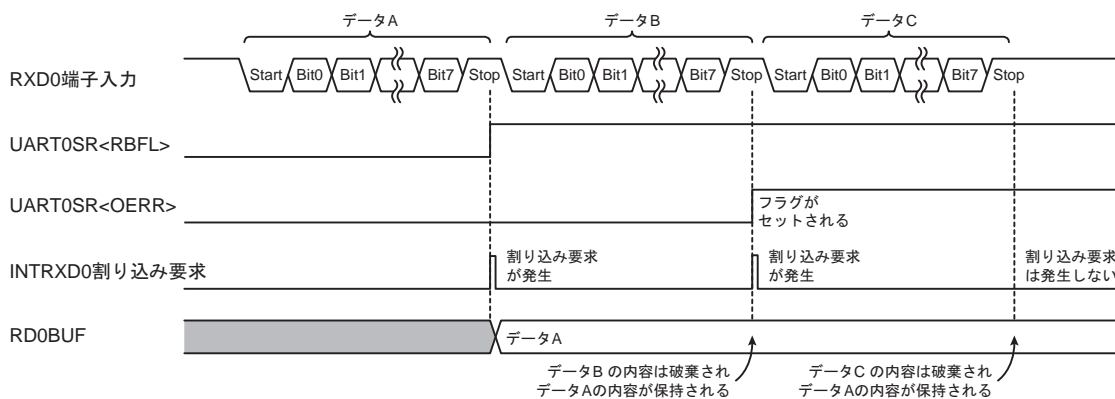 データA データB データC
RXD0端子入力 Start Bit0 Bit1 Bit7 Stop Start Bit0 Bit1 Bit7 Stop Start Bit0 Bit1 Bit7 Stop
UART0SR<RBFL>
UART0SR<OERR> フラグが
セットされる
INTRXD0割り込み要求 割り込み要求
が発生
割り込み要求
が発生
割り込み要求
は発生しない
RD0BUF データA
データB の内容は破棄され
データAの内容が保持される
データC の内容は破棄され
データAの内容が保持される